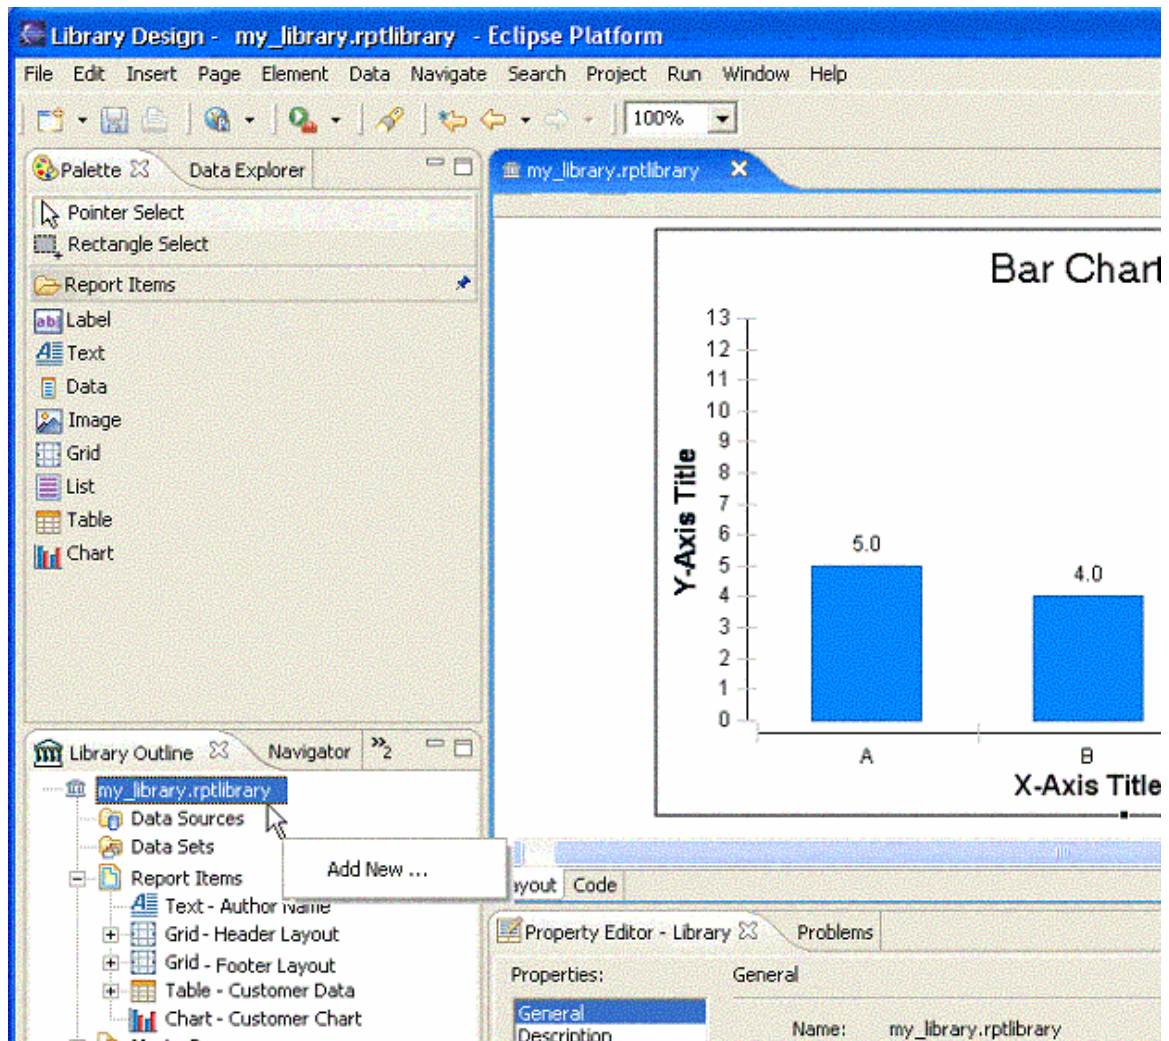 Library Design - my_library.rptlibrary - Eclipse Platform
File Edit Insert Page Element Data Navigate Search Project Run Window Help
100%
Palette Data Explorer
my_library.rptlibrary
Pointer Select
Rectangle Select
Report Items
ab Label
Text
Data
Image
Grid
List
Table
Chart
Bar Chart
13
12
11
10
9
8
7
6
5
4
3
2
1
0
Y-Axis Title
5.0
4.0
A B
X-Axis Title
Library Outline Navigator »2
my_library.rptlibrary
Data Sources
Data Sets
Report Items
Add New ...
Text - Author Name
Grid - Header Layout
Grid - Footer Layout
Table - Customer Data
Chart - Customer Chart
ayout Code
Property Editor - Library Problems
Properties: General
General
Description
Name: my_library.rptlibrary